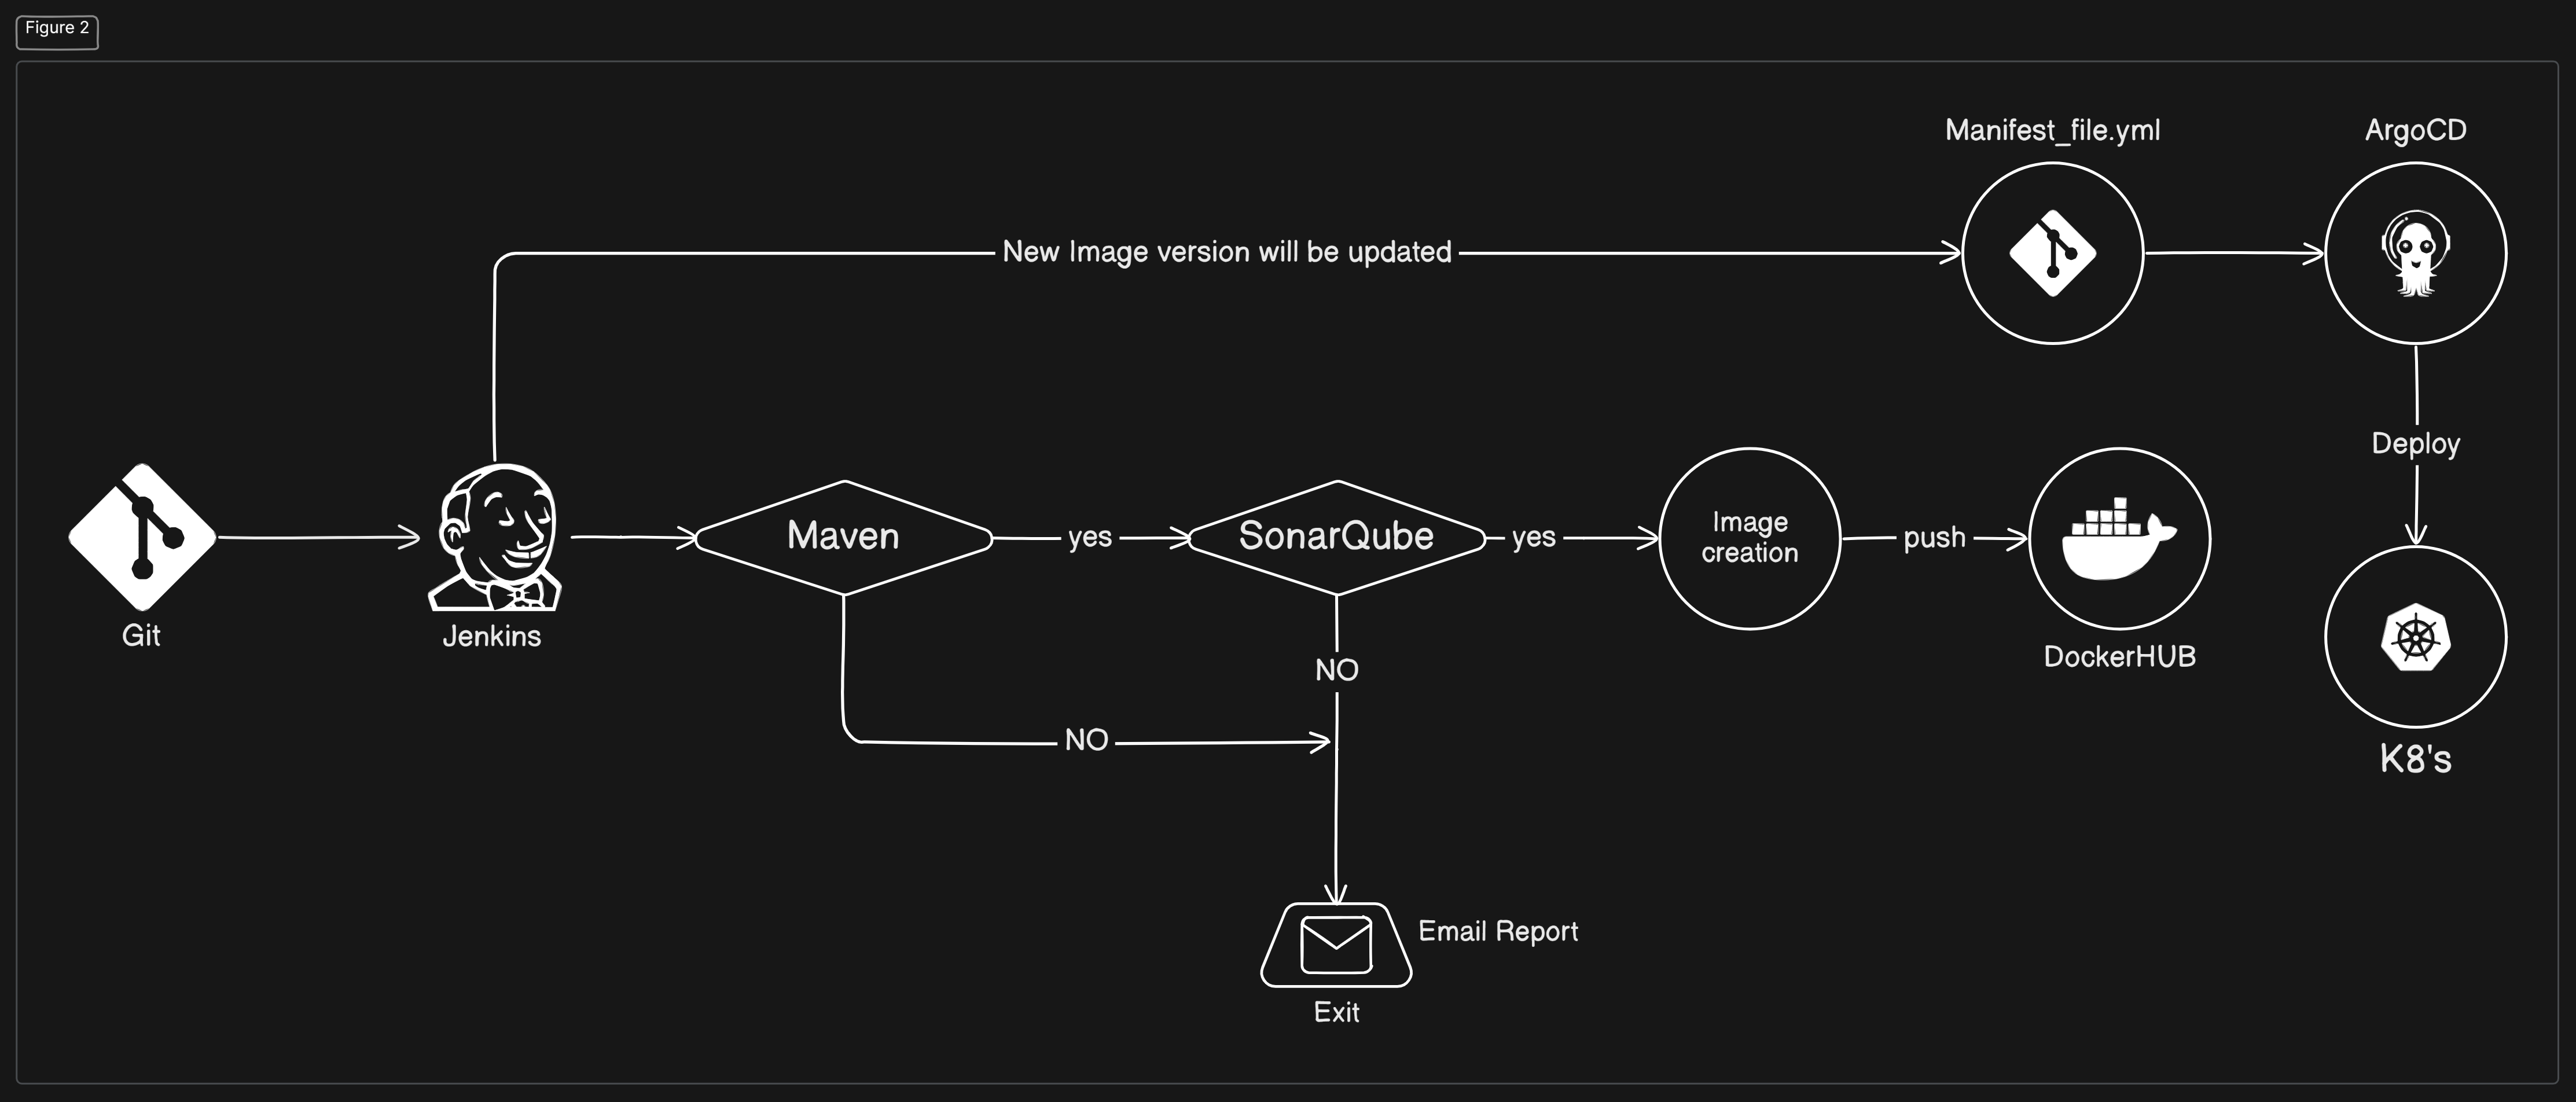 Figure 2
Manifest_file.yml
ArgoCD
New Image version will be updated
Deploy
Git
Jenkins
Maven
yes
SonarQube
yes
Image
creation
push
DockerHUB
K8's
NO
NO
Email Report
Exit